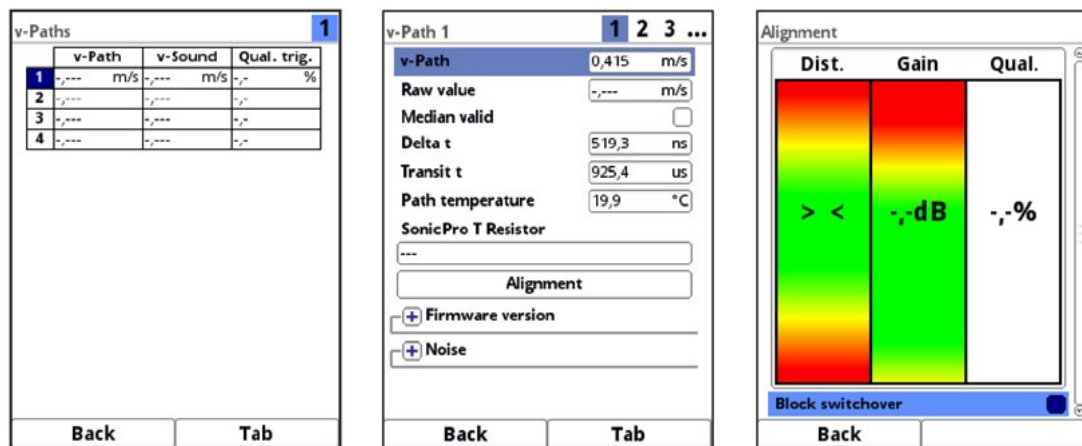 v-Paths 1
v-Path v-Sound Qual. trig.
1 -,--- m/s -,--- m/s -,- %
2 -,--- -,--- -,-
3 -,--- -,--- -,-
4 -,--- -,--- -,-
Back Tab
v-Path 1 1 2 3 ...
v-Path 0,415 m/s
Raw value -,--- m/s
Median valid
Delta t 519,3 ns
Transit t 925,4 us
Path temperature 19,9 °C
SonicPro T Resistor
---
Alignment
+ Firmware version
+ Noise
Back Tab
Alignment
Dist. Gain Qual.
> < -,-dB -,-%
Block switchover
Back